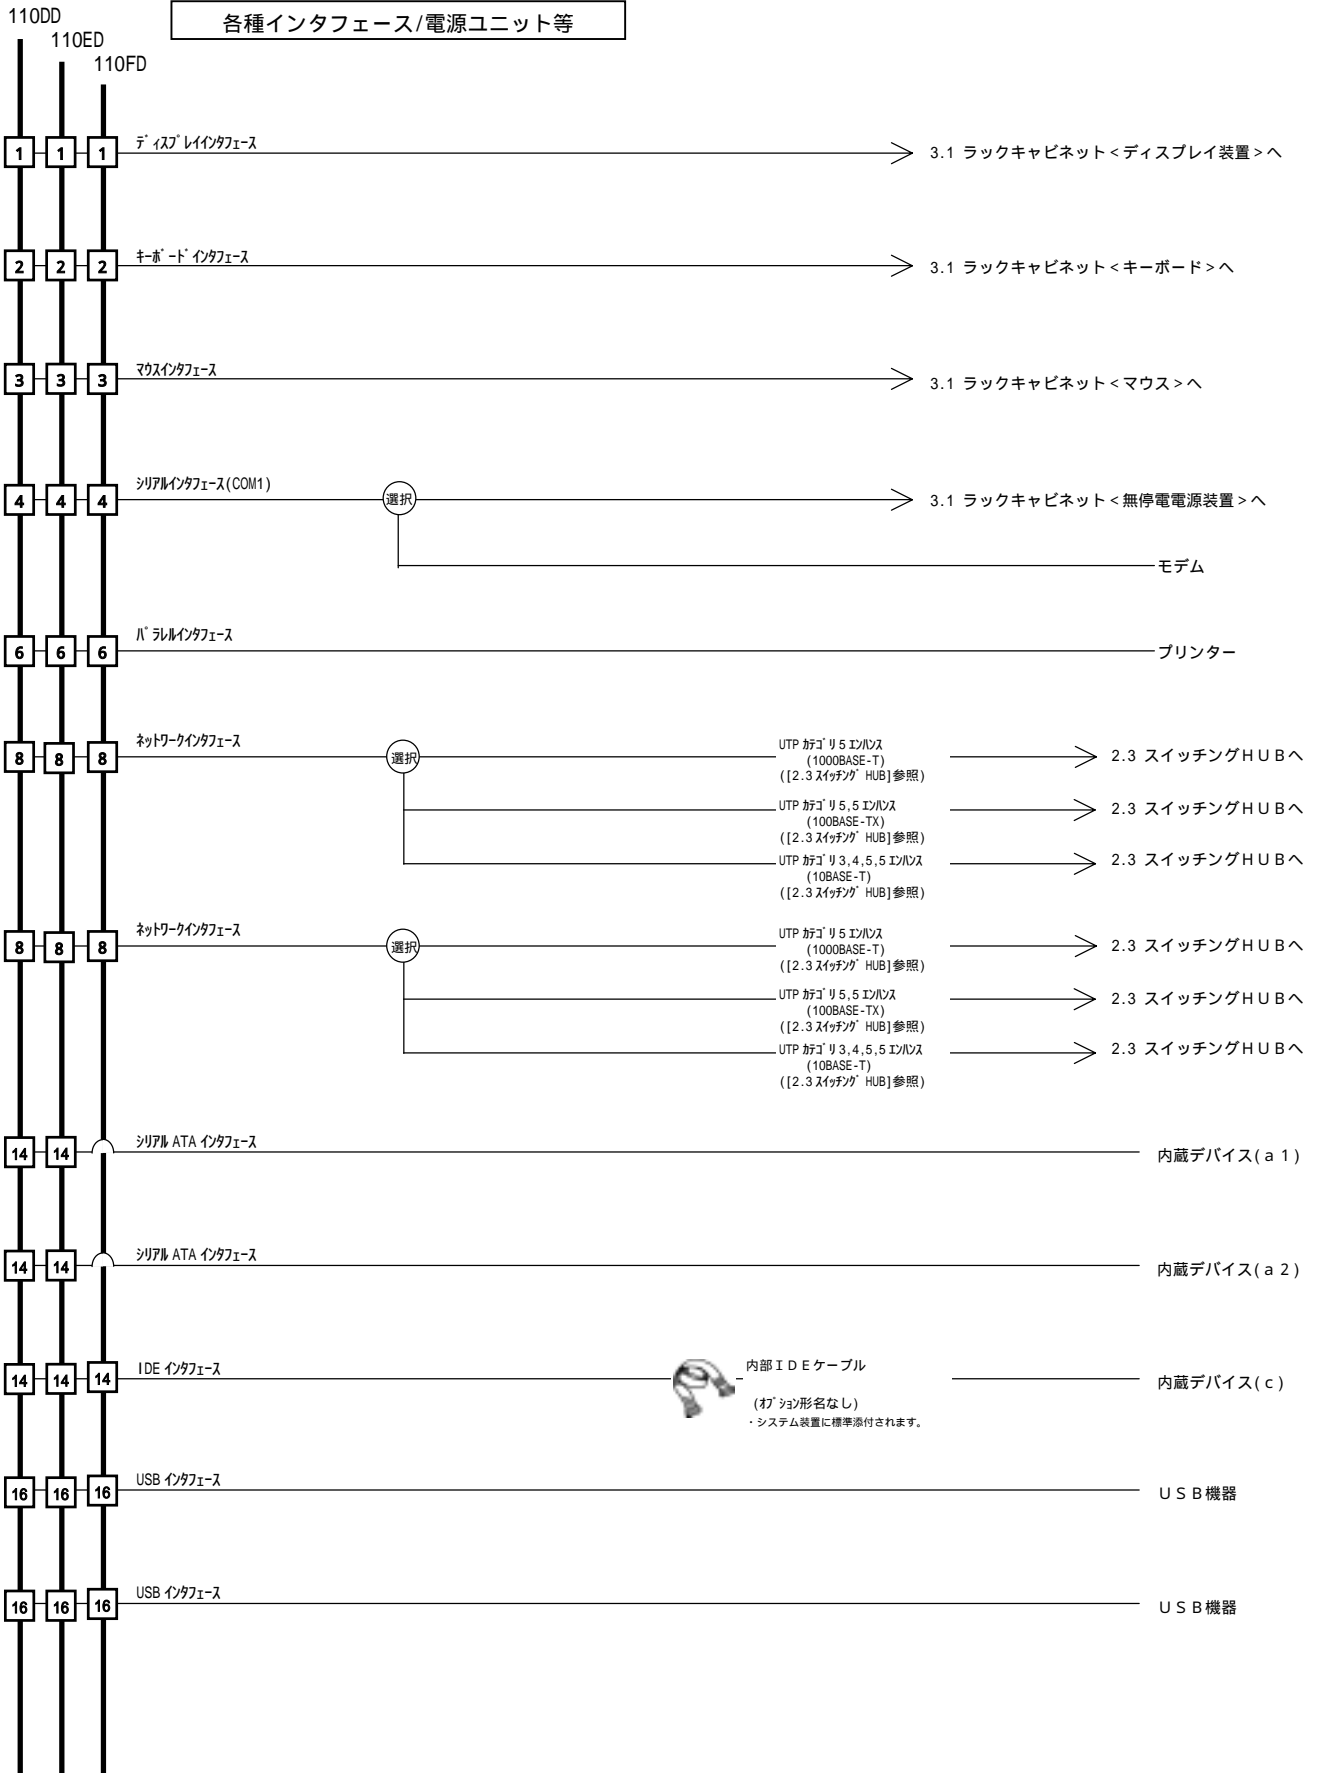 110DD
各種インタフェース/電源ユニット等
110ED
110FD
ﾃﾞｨｽﾌﾟﾚｲｲﾝﾀﾌｪｰｽ
1 1 1
3.1 ラックキャビネット<ディスプレイ装置>へ
ｷｰﾎﾞｰﾄﾞｲﾝﾀﾌｪｰｽ
2 2 2
3.1 ラックキャビネット<キーボード>へ
ﾏｳｽｲﾝﾀﾌｪｰｽ
3 3 3
3.1 ラックキャビネット<マウス>へ
ｼﾘｱﾙｲﾝﾀﾌｪｰｽ(COM1)
4 4 4
選択
3.1 ラックキャビネット<無停電電源装置>へ
モデム
ﾊﾟﾗﾚﾙｲﾝﾀﾌｪｰｽ
6 6 6
プリンター
ﾈｯﾄﾜｰｸｲﾝﾀﾌｪｰｽ
8 8 8
選択
UTP ｶﾃｺﾞﾘ 5 ｴﾝﾊﾝｽ
(1000BASE-T)
([2.3 ｽｲｯﾁﾝｸﾞ HUB]参照)
2.3 スイッチングＨＵＢへ
UTP ｶﾃｺﾞﾘ 5,5 ｴﾝﾊﾝｽ
(100BASE-TX)
([2.3 ｽｲｯﾁﾝｸﾞ HUB]参照)
2.3 スイッチングＨＵＢへ
UTP ｶﾃｺﾞﾘ 3,4,5,5 ｴﾝﾊﾝｽ
(10BASE-T)
([2.3 ｽｲｯﾁﾝｸﾞ HUB]参照)
2.3 スイッチングＨＵＢへ
ﾈｯﾄﾜｰｸｲﾝﾀﾌｪｰｽ
8 8 8
選択
UTP ｶﾃｺﾞﾘ 5 ｴﾝﾊﾝｽ
(1000BASE-T)
([2.3 ｽｲｯﾁﾝｸﾞ HUB]参照)
2.3 スイッチングＨＵＢへ
UTP ｶﾃｺﾞﾘ 5,5 ｴﾝﾊﾝｽ
(100BASE-TX)
([2.3 ｽｲｯﾁﾝｸﾞ HUB]参照)
2.3 スイッチングＨＵＢへ
UTP ｶﾃｺﾞﾘ 3,4,5,5 ｴﾝﾊﾝｽ
(10BASE-T)
([2.3 ｽｲｯﾁﾝｸﾞ HUB]参照)
2.3 スイッチングＨＵＢへ
ｼﾘｱﾙ ATA ｲﾝﾀﾌｪｰｽ
14 14
内蔵デバイス(ａ１)
ｼﾘｱﾙ ATA ｲﾝﾀﾌｪｰｽ
14 14
内蔵デバイス(ａ２)
IDE ｲﾝﾀﾌｪｰｽ
14 14 14
内部ＩＤＥケーブル
(ｵﾌﾟｼｮﾝ形名なし)
・システム装置に標準添付されます。
内蔵デバイス(ｃ)
USB ｲﾝﾀﾌｪｰｽ
16 16 16
ＵＳＢ機器
USB ｲﾝﾀﾌｪｰｽ
16 16 16
ＵＳＢ機器